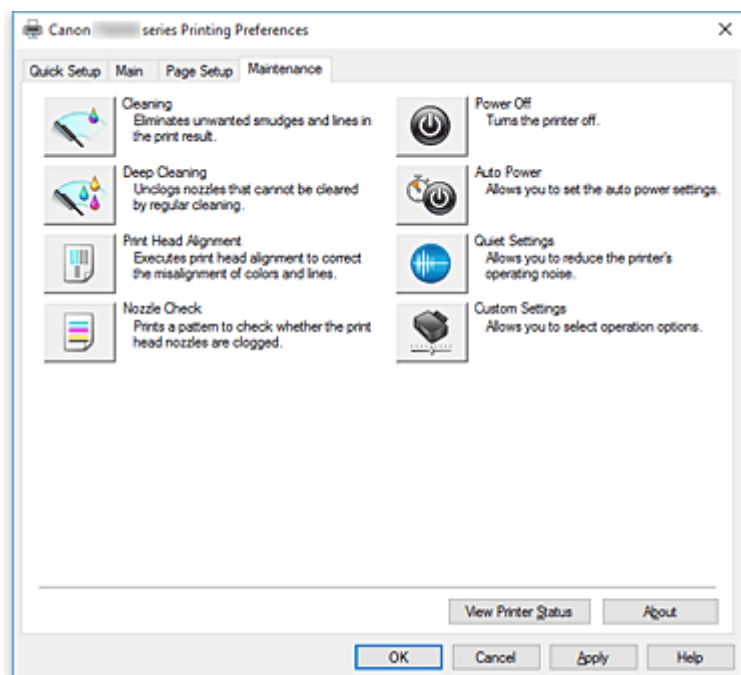 Canon series Printing Preferences
Quick Setup Main Page Setup Maintenance
Cleaning
Eliminates unwanted smudges and lines in
the print result.
Deep Cleaning
Unclogs nozzles that cannot be cleared
by regular cleaning.
Print Head Alignment
Executes print head alignment to correct
the misalignment of colors and lines.
Nozzle Check
Prints a pattern to check whether the print
head nozzles are clogged.
Power Off
Turns the printer off.
Auto Power
Allows you to set the auto power settings.
Quiet Settings
Allows you to reduce the printer's
operating noise.
Custom Settings
Allows you to select operation options.
View Printer Status About
OK Cancel Apply Help